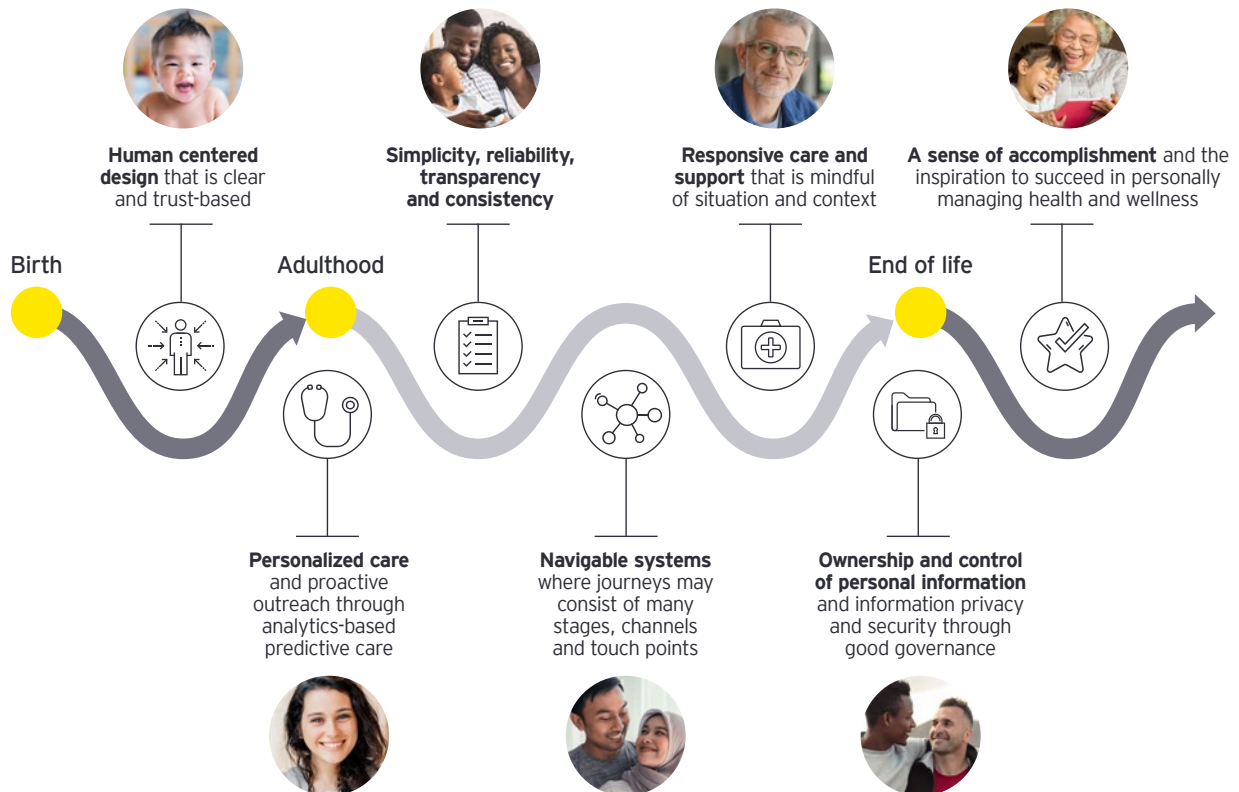 Human centered
design that is clear
and trust-based
Simplicity, reliability,
transparency
and consistency
Responsive care and
support that is mindful
of situation and context
A sense of accomplishment and the
inspiration to succeed in personally
managing health and wellness
Birth
Adulthood
End of life
Personalized care
and proactive
outreach through
analytics-based
predictive care
Navigable systems
where journeys may
consist of many
stages, channels
and touch points
Ownership and control
of personal information
and information privacy
and security through
good governance